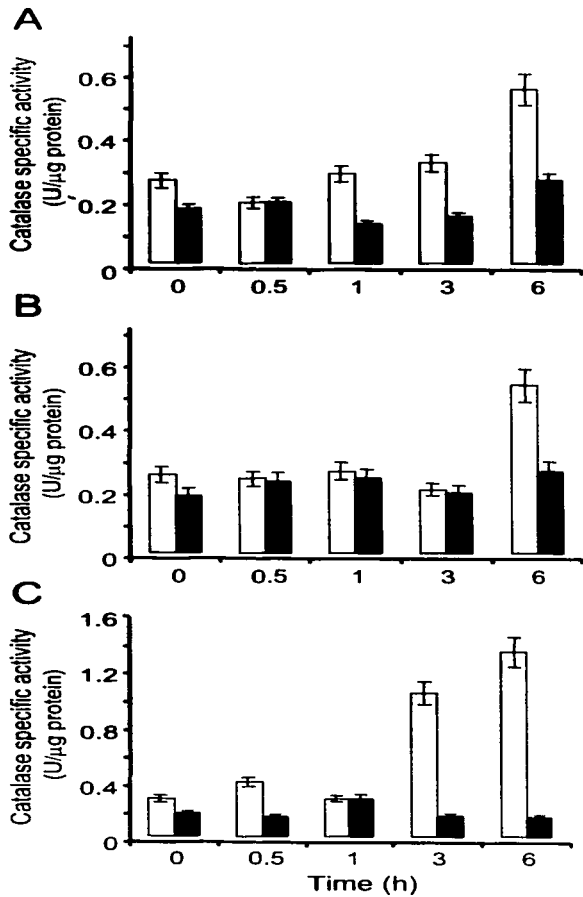 A
Catalase specific activity
(U/µg protein)
0.6
0.4
0.2
0
0 0.5 1 3 6
B
Catalase specific activity
(U/µg protein)
0.6
0.4
0.2
0
0 0.5 1 3 6
C
Catalase specific activity
(U/µg protein)
1.6
1.2
0.8
0.4
0
0 0.5 1 3 6
Time (h)